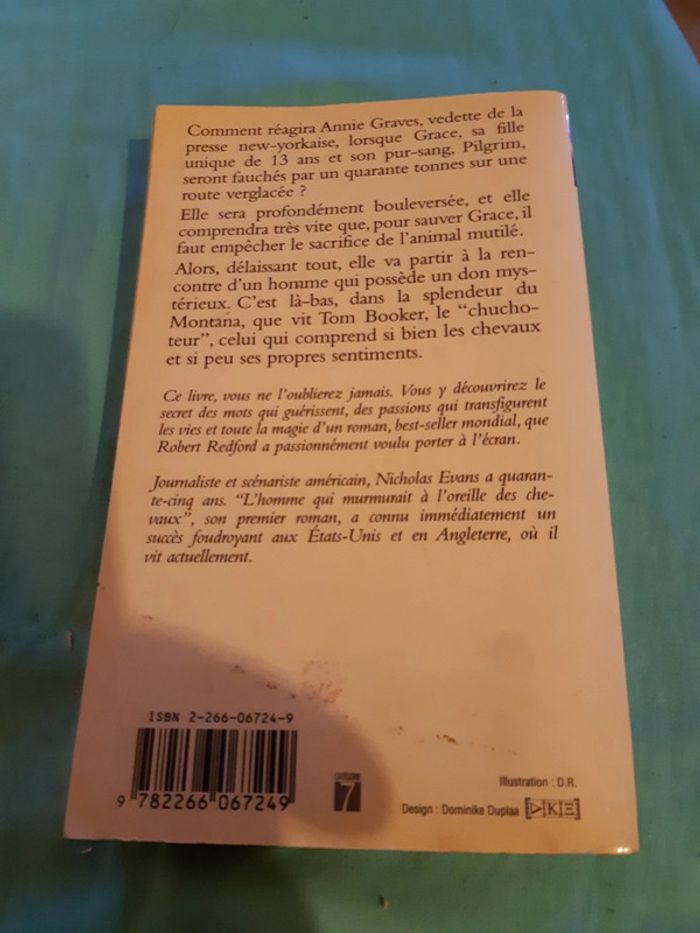 Comment réagira Annie Graves, vedette de la
presse new-yorkaise, lorsque Grace, sa fille
unique de 13 ans et son pur-sang, Pilgrim,
seront fauchés par un quarante tonnes sur une
route verglacée ?
Elle sera profondément bouleversée, et elle
comprendra très vite que, pour sauver Grace, il
faut empêcher le sacrifice de l'animal mutilé.
Alors, délaissant tout, elle va partir à la ren-
contre d'un homme qui possède un don mys-
térieux. C'est là-bas, dans la splendeur du
Montana, que vit Tom Booker, le "chucho-
teur", celui qui comprend si bien les chevaux
et si peu ses propres sentiments.
Ce livre, vous ne l'oublierez jamais. Vous y découvrirez le
secret des mots qui guérissent, des passions qui transfigurent
les vies et toute la magie d'un roman, best-seller mondial, que
Robert Redford a passionnément voulu porter à l'écran.
Journaliste et scénariste américain, Nicholas Evans a quaran-
te-cinq ans. "L'homme qui murmurait à l'oreille des che-
vaux", son premier roman, a connu immédiatement un
succès foudroyant aux États-Unis et en Angleterre, où il
vit actuellement.
ISBN 2-266-06724-9
9 782266 067249
CATÉGORIE
7
Illustration : D.R.
Design : Dominike Duplaa